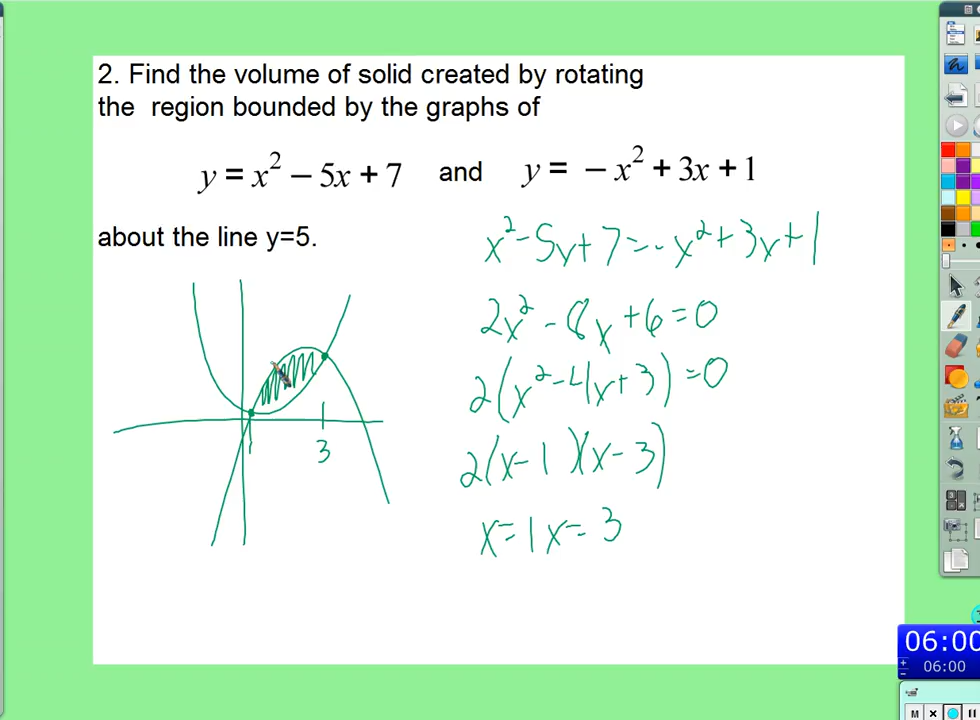 2. Find the volume of solid created by rotating
the region bounded by the graphs of
y = x² − 5x + 7 and y = − x² + 3x + 1
about the line y=5.
x² - 5x + 7 = -x² + 3x + 1
2x² - 8x + 6 = 0
2(x² - 4x + 3) = 0
2(x - 1)(x - 3)
x = 1 x = 3
1
3
06:00
06:00
M